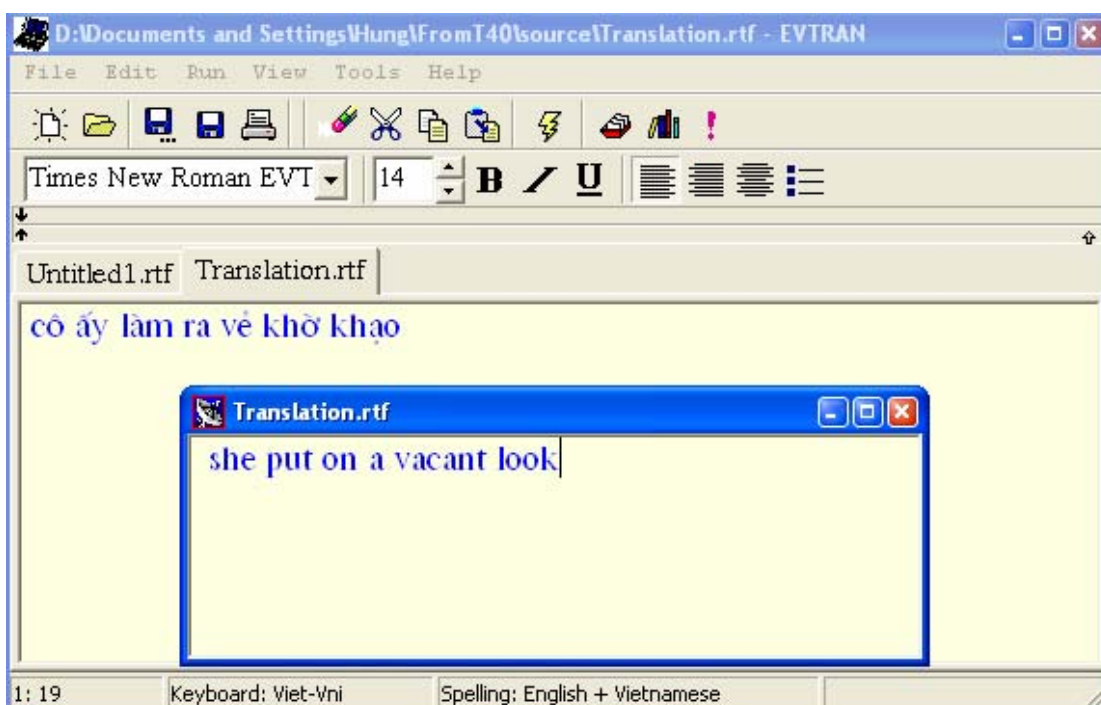 D:\Documents and Settings\Hung\FromT40\source\Translation.rtf - EVTRAN
File Edit Run View Tools Help
Times New Roman EVT 14 B I U
Untitled1.rtf Translation.rtf
cô ấy làm ra vẻ khờ khạo
Translation.rtf
she put on a vacant look
1: 19 Keyboard: Viet-Vni Spelling: English + Vietnamese